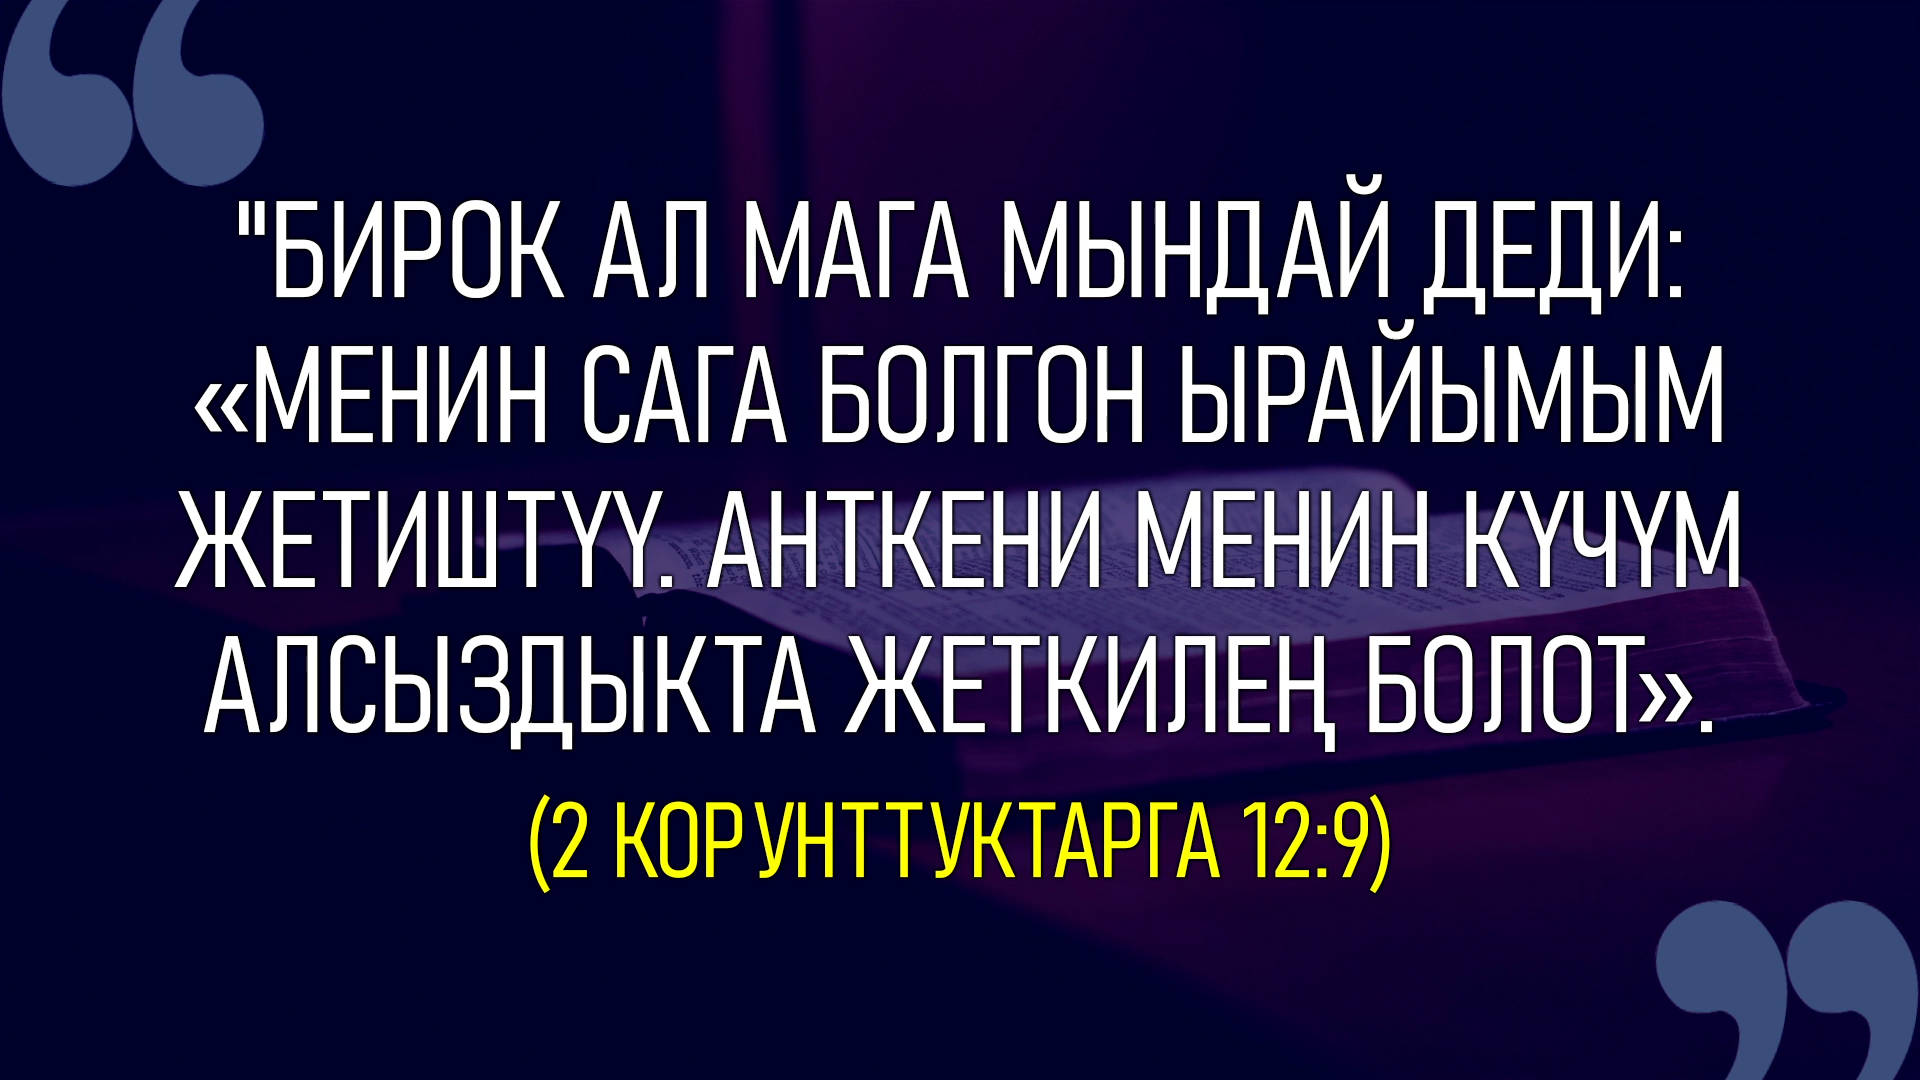 "БИРОК АЛ МАГА МЫНДАЙ ДЕДИ:
«МЕНИН САГА БОЛГОН ЫРАЙЫМЫМ
ЖЕТИШТҮҮ. АНТКЕНИ МЕНИН КҮЧҮМ
АЛСЫЗДЫКТА ЖЕТКИЛЕҢ БОЛОТ».
(2 КОРУНТТУКТАРГА 12:9)